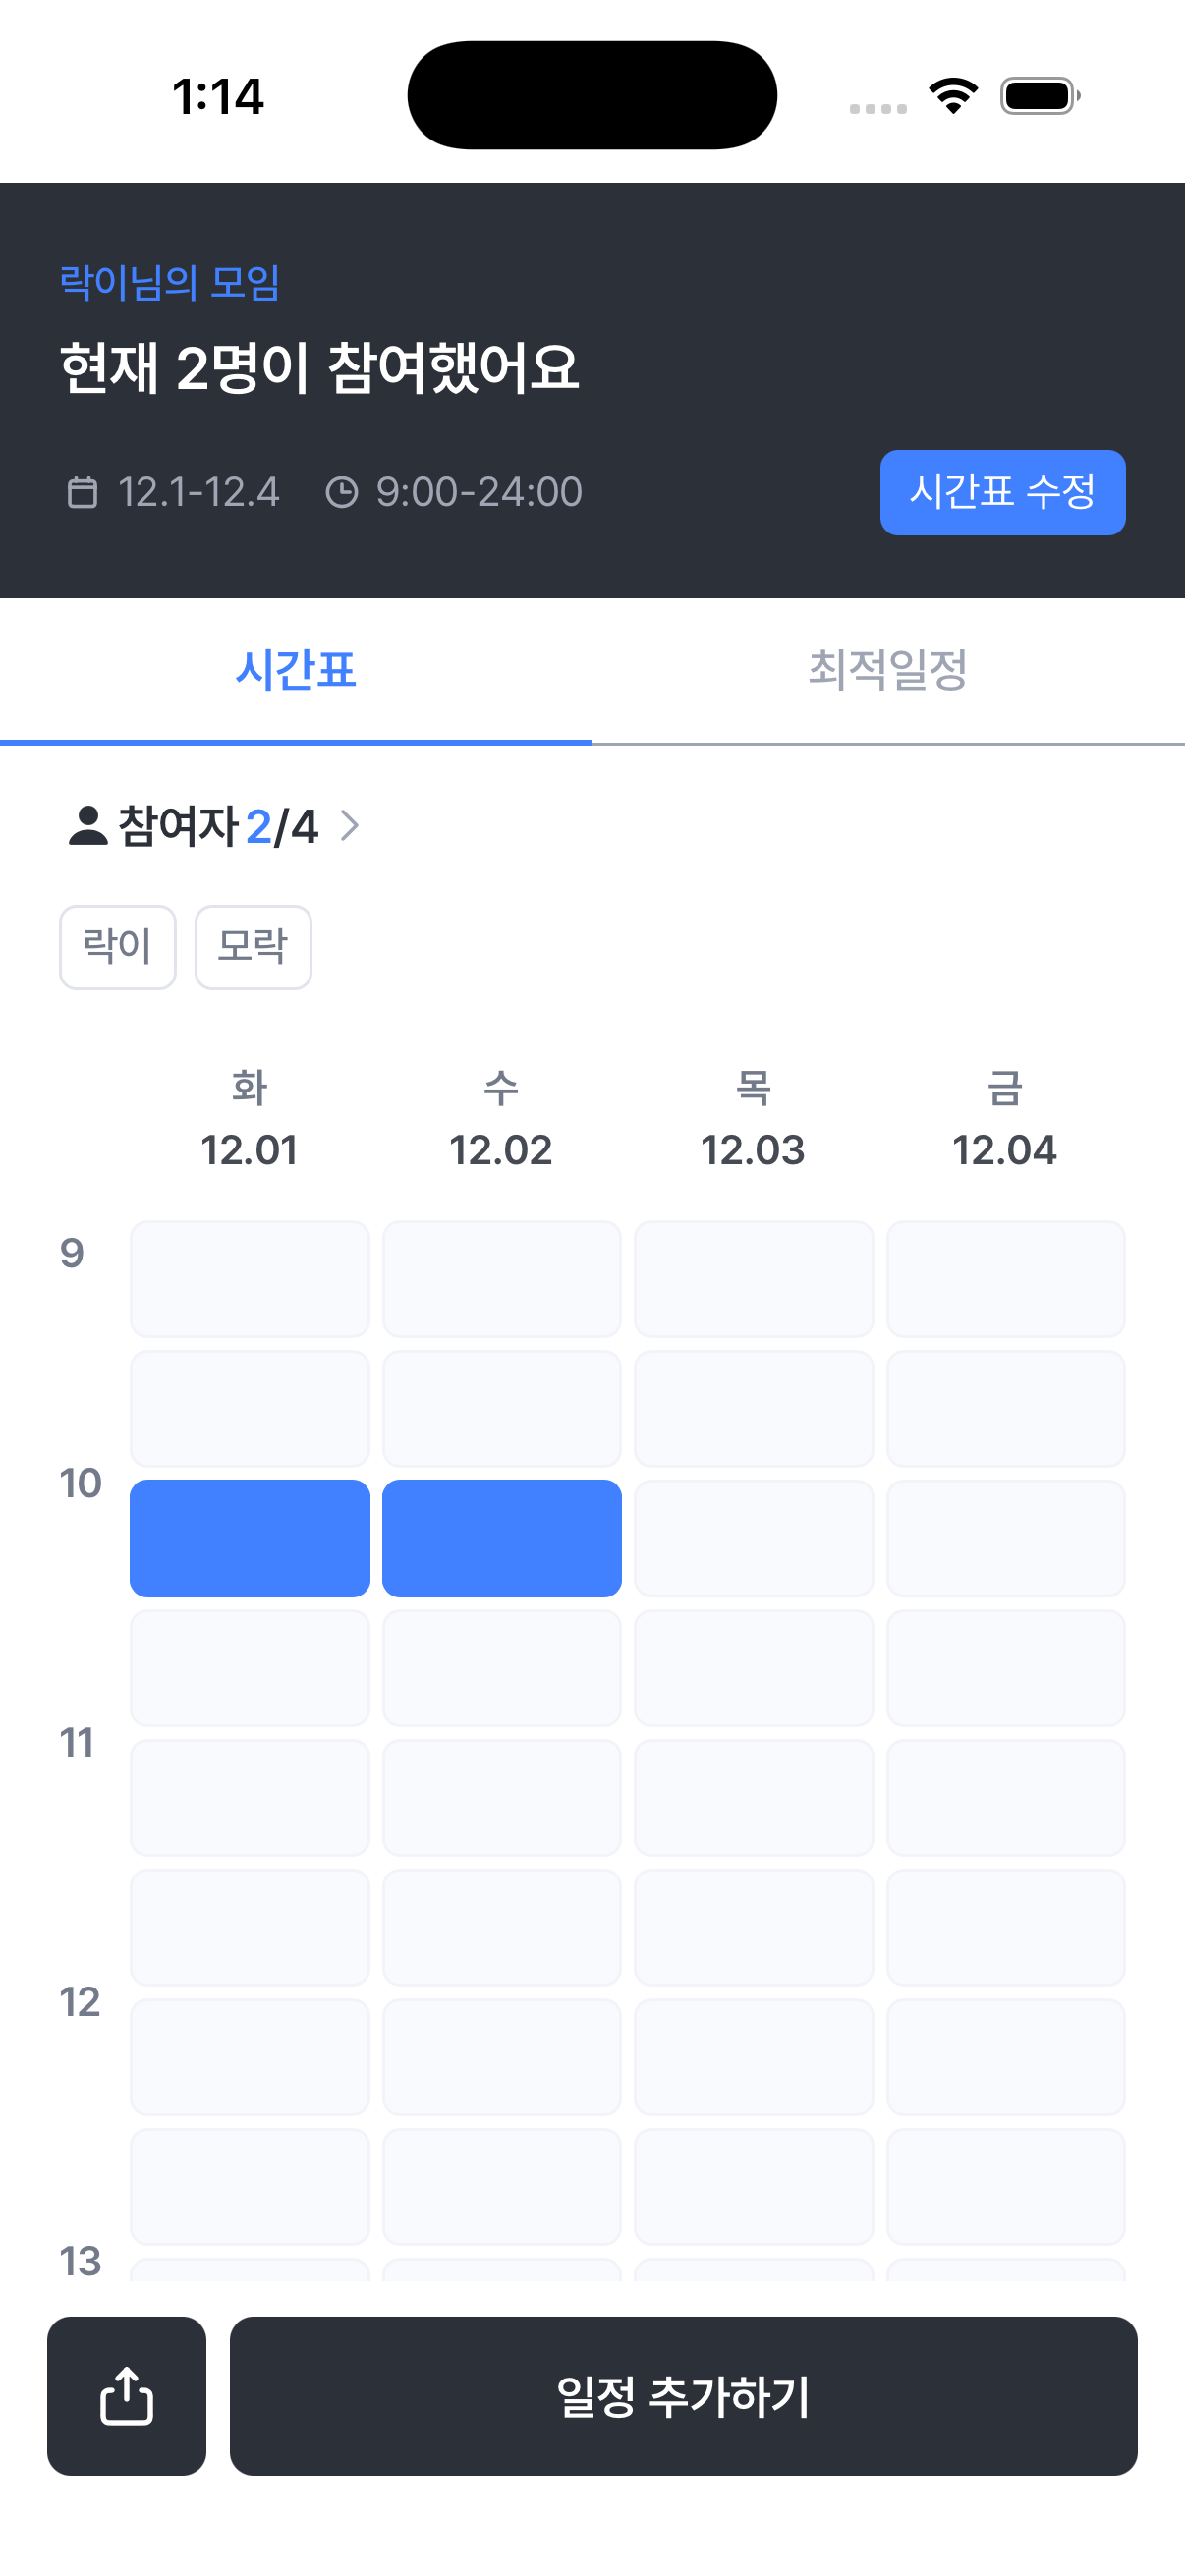 1:14
락이님의 모임
현재 2명이 참여했어요
12.1-12.4 9:00-24:00 시간표 수정
시간표 최적일정
참여자 2/4
락이 모락
화 수 목 금
12.01 12.02 12.03 12.04
9
10
11
12
13
일정 추가하기